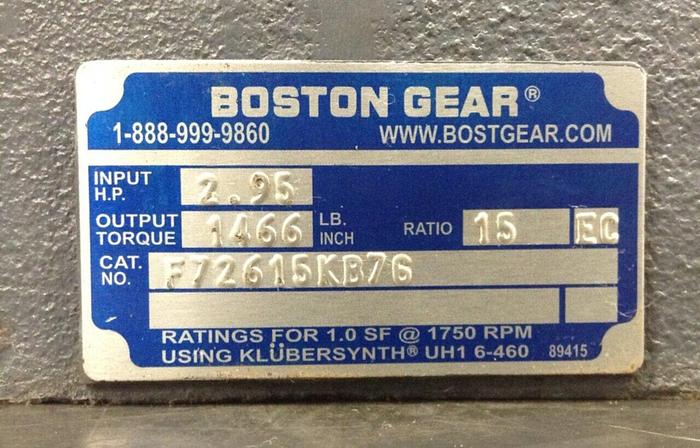 BOSTON GEAR®
1-888-999-9860 WWW.BOSTGEAR.COM
INPUT H.P. 2.95
OUTPUT TORQUE 1466 LB. INCH RATIO 15 EC
CAT. NO. F72615KB7G
RATINGS FOR 1.0 SF @ 1750 RPM
USING KLÜBERSYNTH® UH1 6-460 89415